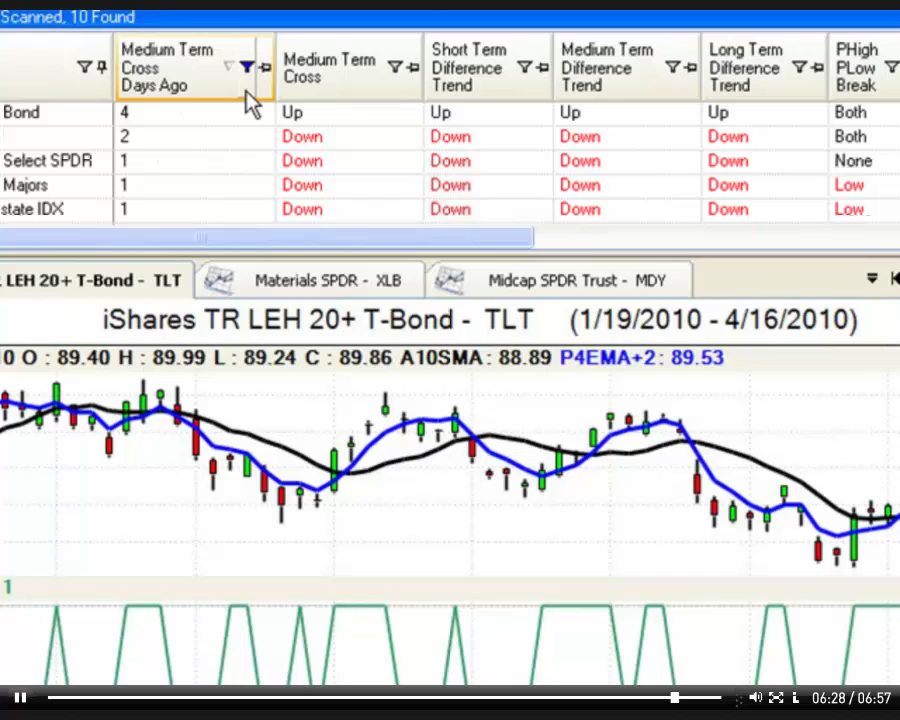 Scanned, 10 Found
Medium Term Cross Days Ago
Medium Term Cross
Short Term Difference Trend
Medium Term Difference Trend
Long Term Difference Trend
PHigh PLow Break
Bond 4 Up Up Up Up Both
2 Down Down Down Down Both
Select SPDR 1 Down Down Down Down None
Majors 1 Down Down Down Down Low
state IDX 1 Down Down Down Down Low
LEH 20+ T-Bond - TLT Materials SPDR - XLB Midcap SPDR Trust - MDY
iShares TR LEH 20+ T-Bond - TLT (1/19/2010 - 4/16/2010)
0 O : 89.40 H : 89.99 L : 89.24 C : 89.86 A10SMA : 88.89 P4EMA+2 : 89.53
1
06:28 / 06:57